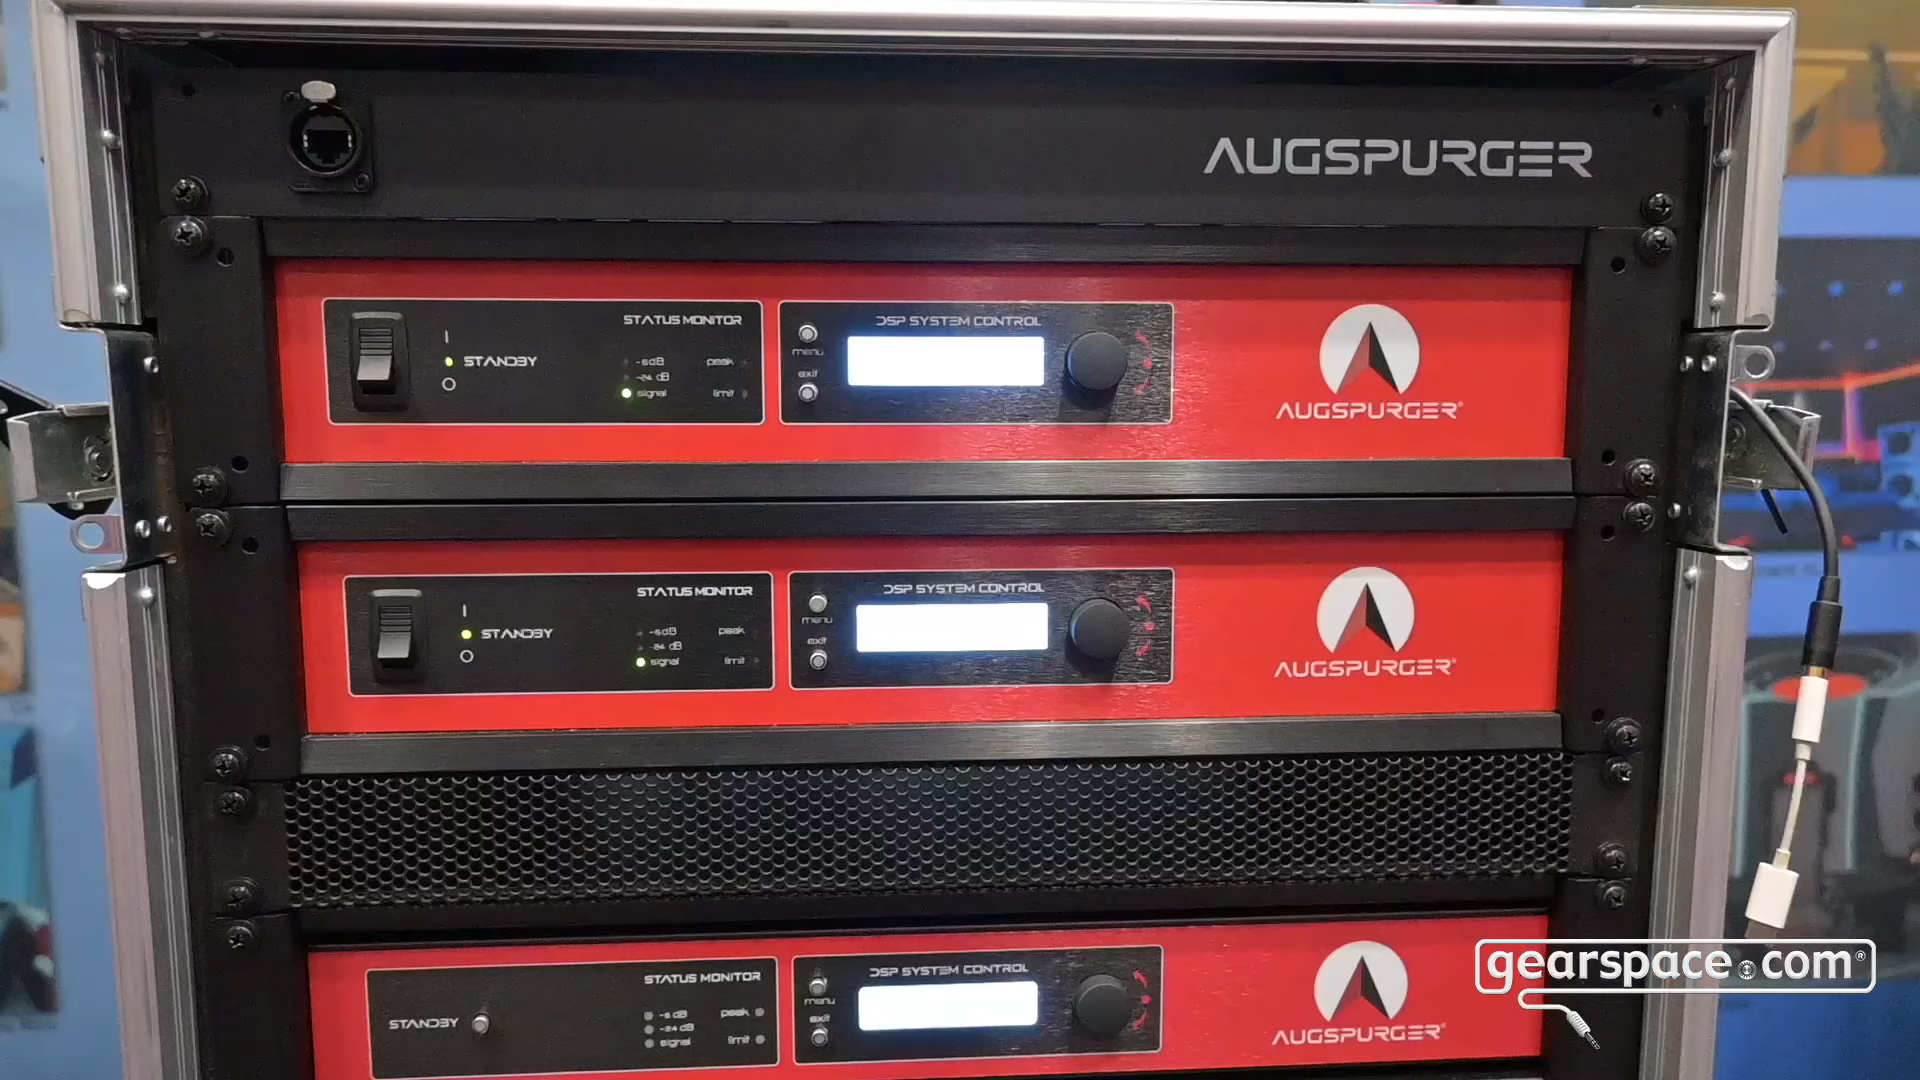 AUGSPURGER
STATUS MONITOR
I
STANDBY
O
-6dB
-24 dB
signal
peak
limit
DSP SYSTEM CONTROL
menu
exit
AUGSPURGER®
STATUS MONITOR
I
STANDBY
O
-6dB
-24 dB
signal
peak
limit
DSP SYSTEM CONTROL
menu
exit
AUGSPURGER®
STATUS MONITOR
STANDBY
-6 dB
-24 dB
signal
peak
limit
DSP SYSTEM CONTROL
menu
exit
AUGSPURGER®
gearspace.com®